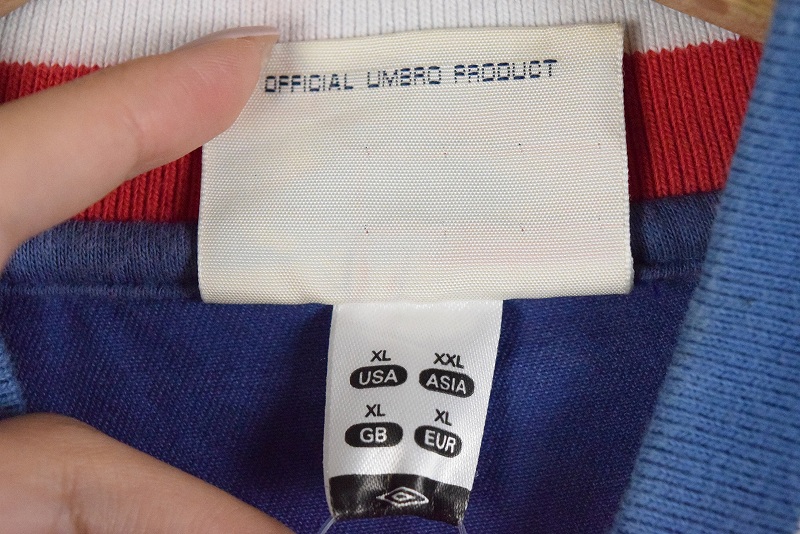 OFFICIAL UMBRO PRODUCT
XL XXL
USA ASIA
XL XL
GB EUR